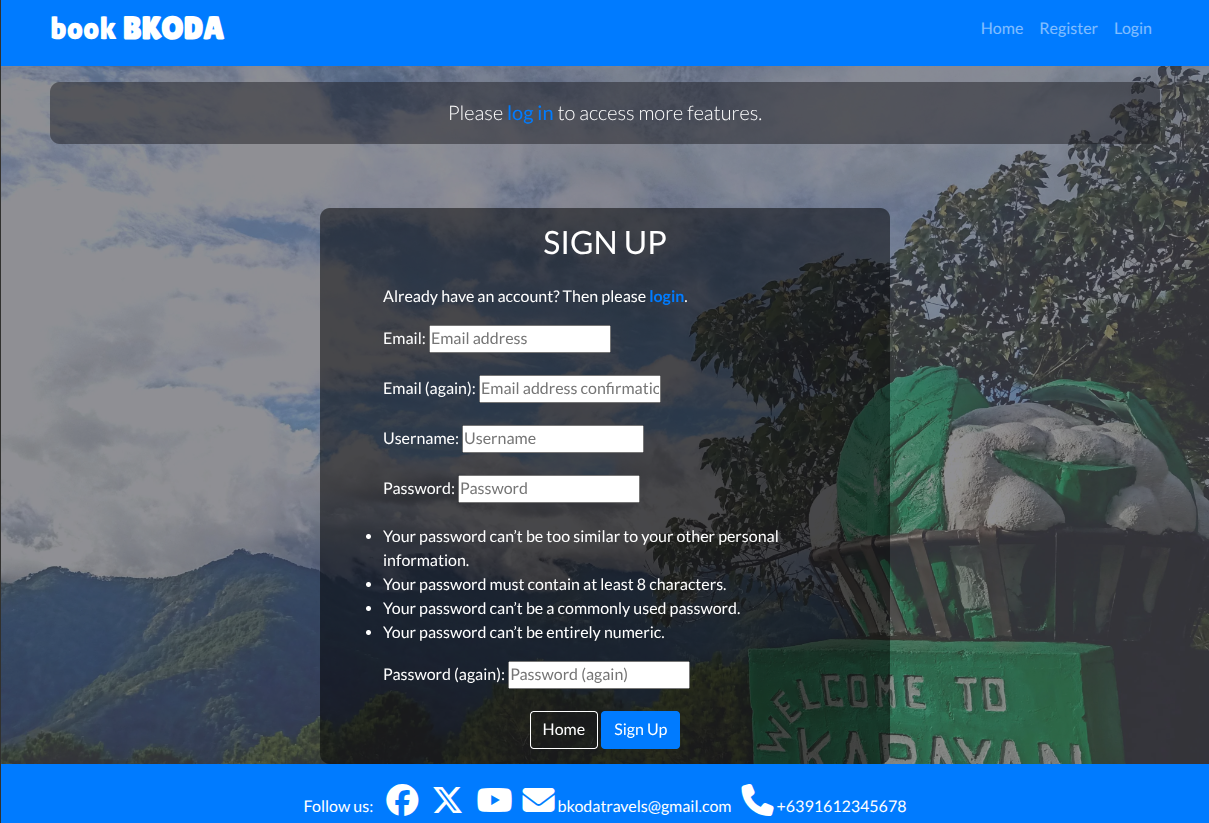 book BKODA
Home Register Login
Please log in to access more features.
SIGN UP
Already have an account? Then please login.
Email: Email address
Email (again): Email address confirmatic
Username: Username
Password: Password
• Your password can’t be too similar to your other personal
information.
• Your password must contain at least 8 characters.
• Your password can’t be a commonly used password.
• Your password can’t be entirely numeric.
Password (again): Password (again)
Home Sign Up
WELCOME TO
KABAYAN
Follow us: bkodatravels@gmail.com +6391612345678